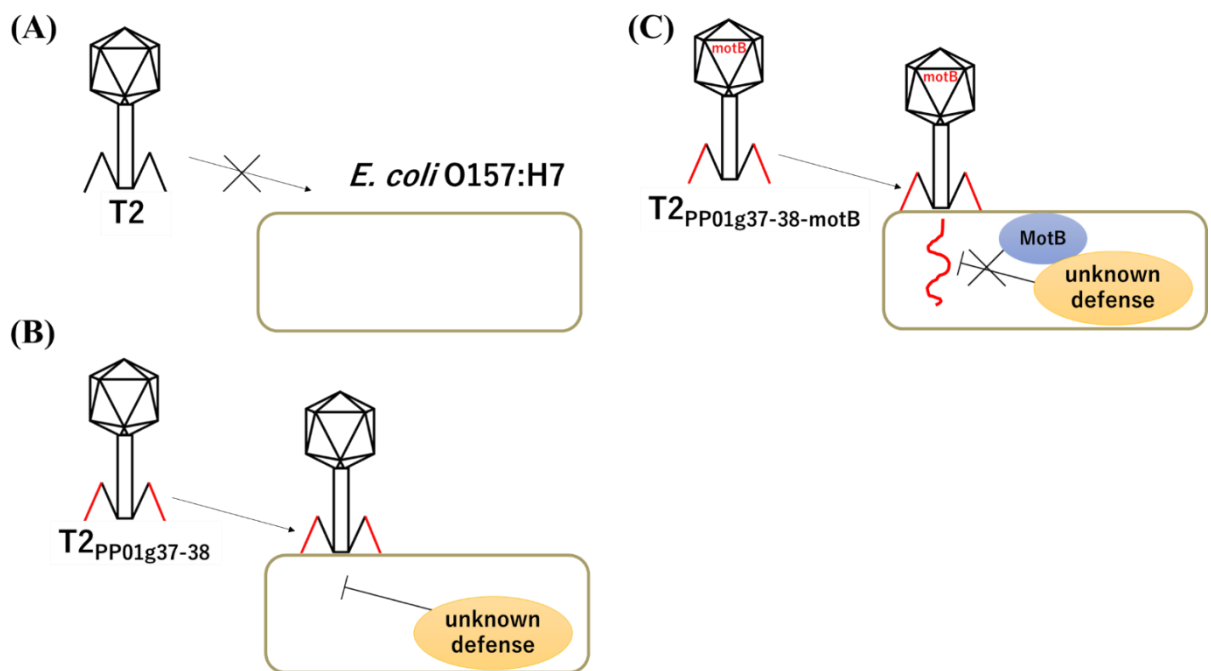 (A)
T2
E. coli O157:H7
(B)
T2PP01g37-38
unknown
defense
(C)
motB
motB
T2PP01g37-38-motB
MotB
unknown
defense